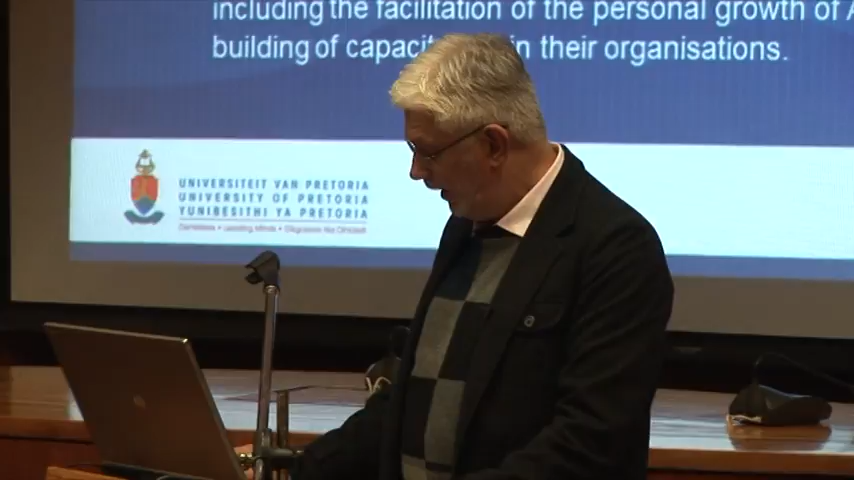 including the facilitation of the personal growth of
building of in their organisations.
UNIVERSITEIT VAN PRETORIA
UNIVERSITY OF PRETORIA
YUNIBESITHI YA PRETORIA